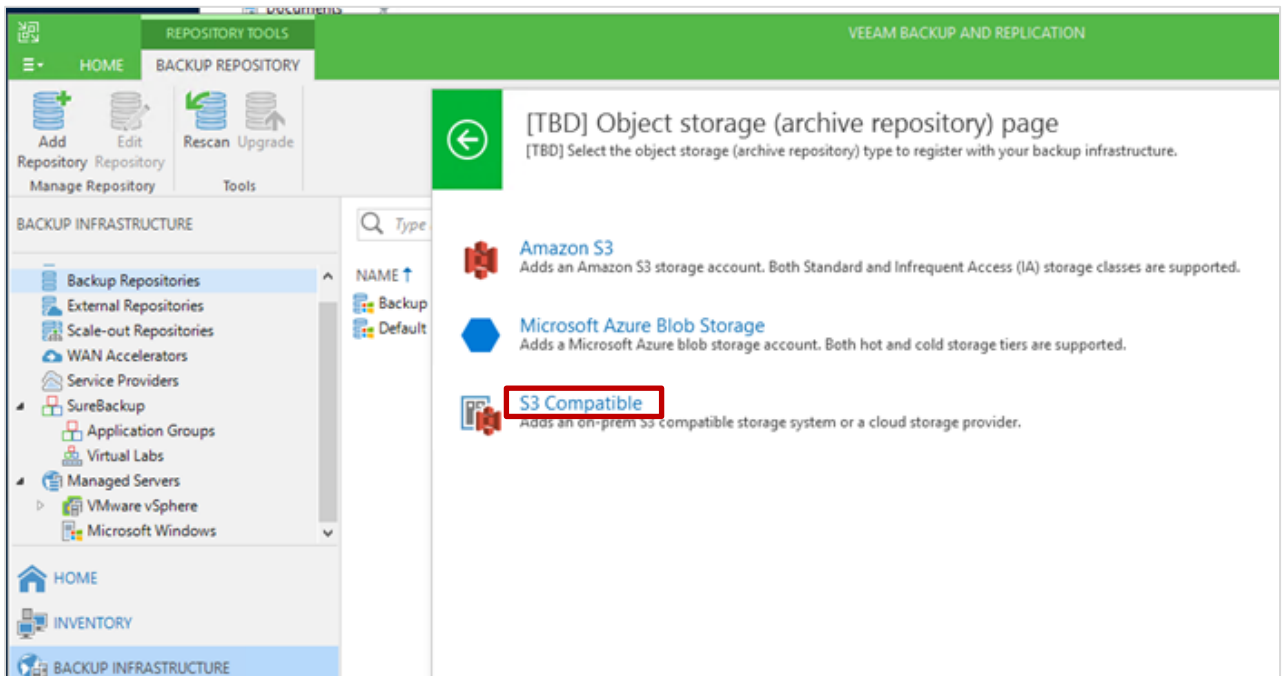 Documents
REPOSITORY TOOLS
VEEAM BACKUP AND REPLICATION
HOME
BACKUP REPOSITORY
Add
Repository
Edit
Repository
Rescan
Upgrade
Manage Repository
Tools
[TBD] Object storage (archive repository) page
[TBD] Select the object storage (archive repository) type to register with your backup infrastructure.
BACKUP INFRASTRUCTURE
Backup Repositories
External Repositories
Scale-out Repositories
WAN Accelerators
Service Providers
SureBackup
Application Groups
Virtual Labs
Managed Servers
VMware vSphere
Microsoft Windows
HOME
INVENTORY
BACKUP INFRASTRUCTURE
Type
NAME
Backup
Default
Amazon S3
Adds an Amazon S3 storage account. Both Standard and Infrequent Access (IA) storage classes are supported.
Microsoft Azure Blob Storage
Adds a Microsoft Azure blob storage account. Both hot and cold storage tiers are supported.
S3 Compatible
Adds an on-prem S3 compatible storage system or a cloud storage provider.